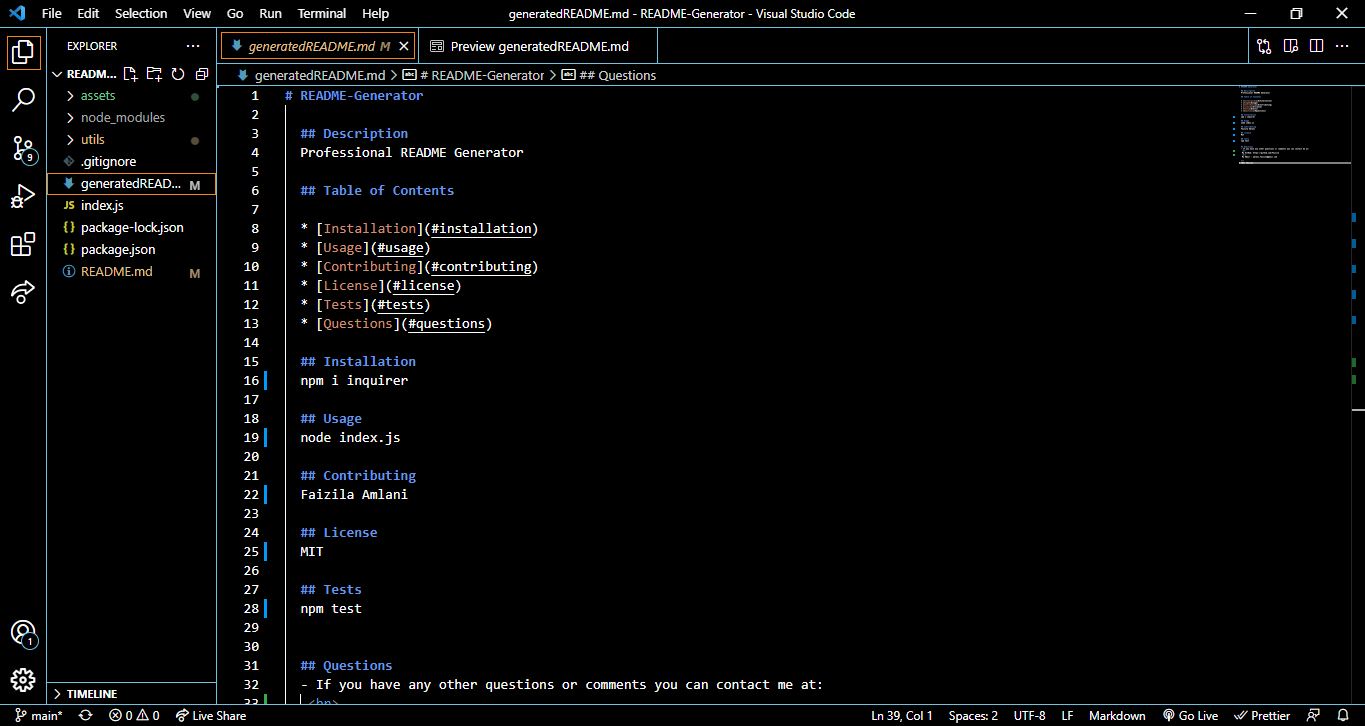 File Edit Selection View Go Run Terminal Help generatedREADME.md - README-Generator - Visual Studio Code
EXPLORER
generatedREADME.md M
Preview generatedREADME.md
READM...
generatedREADME.md > # README-Generator > ## Questions
assets
node_modules
utils
.gitignore
generatedREAD... M
JS index.js
{} package-lock.json
{} package.json
README.md M
TIMELINE
9
1
1 # README-Generator
2
3 ## Description
4 Professional README Generator
5
6 ## Table of Contents
7
8 * [Installation](#installation)
9 * [Usage](#usage)
10 * [Contributing](#contributing)
11 * [License](#license)
12 * [Tests](#tests)
13 * [Questions](#questions)
14
15 ## Installation
16 npm i inquirer
17
18 ## Usage
19 node index.js
20
21 ## Contributing
22 Faizila Amlani
23
24 ## License
25 MIT
26
27 ## Tests
28 npm test
29
30
31 ## Questions
32 - If you have any other questions or comments you can contact me at:
33 <br>
main* 0 0 Live Share Ln 39, Col 1 Spaces: 2 UTF-8 LF Markdown Go Live Prettier